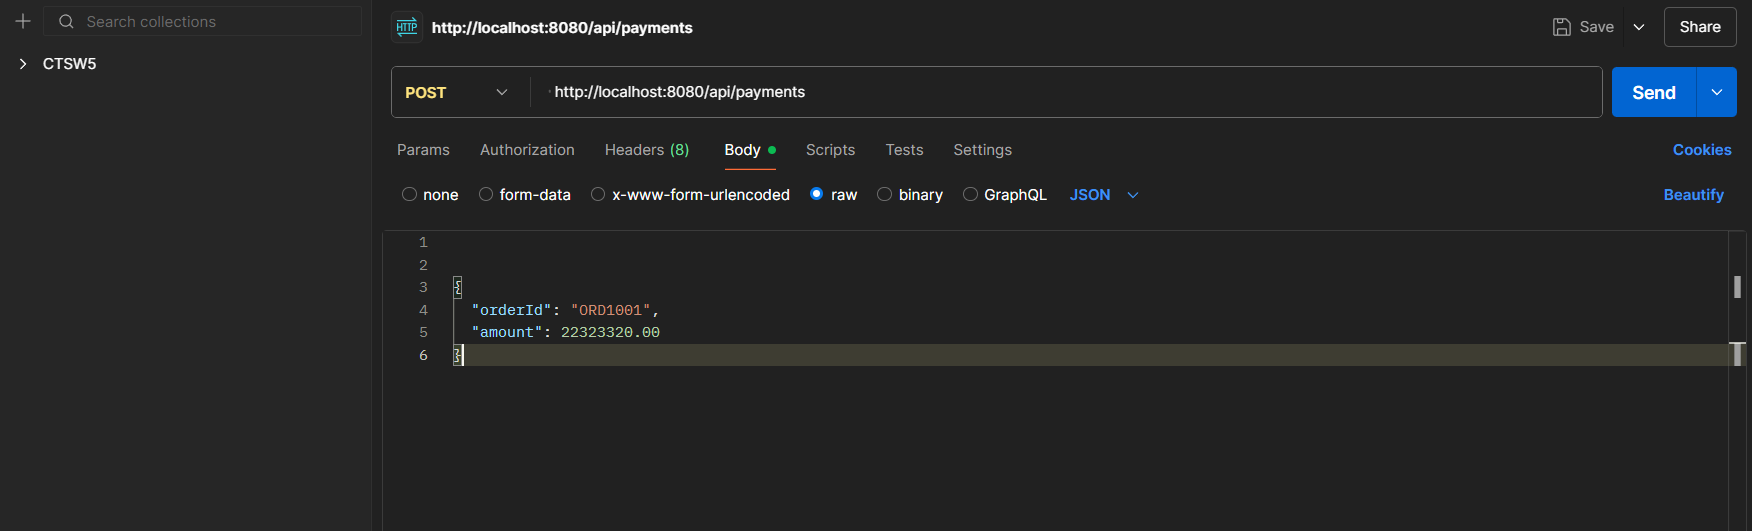 Search collections
CTSW5
HTTP http://localhost:8080/api/payments
Save
Share
POST http://localhost:8080/api/payments
Send
Params Authorization Headers (8) Body Scripts Tests Settings Cookies
none form-data x-www-form-urlencoded raw binary GraphQL JSON Beautify
1
2
3 {
4 "orderId": "ORD1001",
5 "amount": 22323320.00
6 }